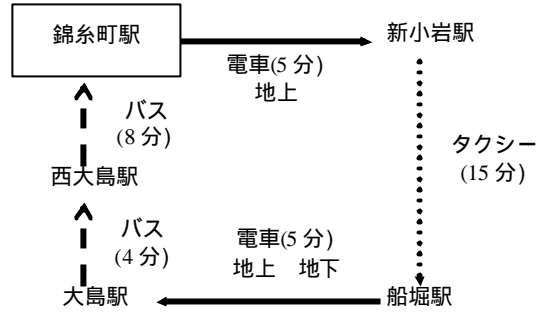 錦糸町駅
新小岩駅
電車(5 分)
地上
バス
(8 分)
タクシー
(15 分)
西大島駅
バス
(4 分)
電車(5 分)
地上 地下
大島駅
船堀駅